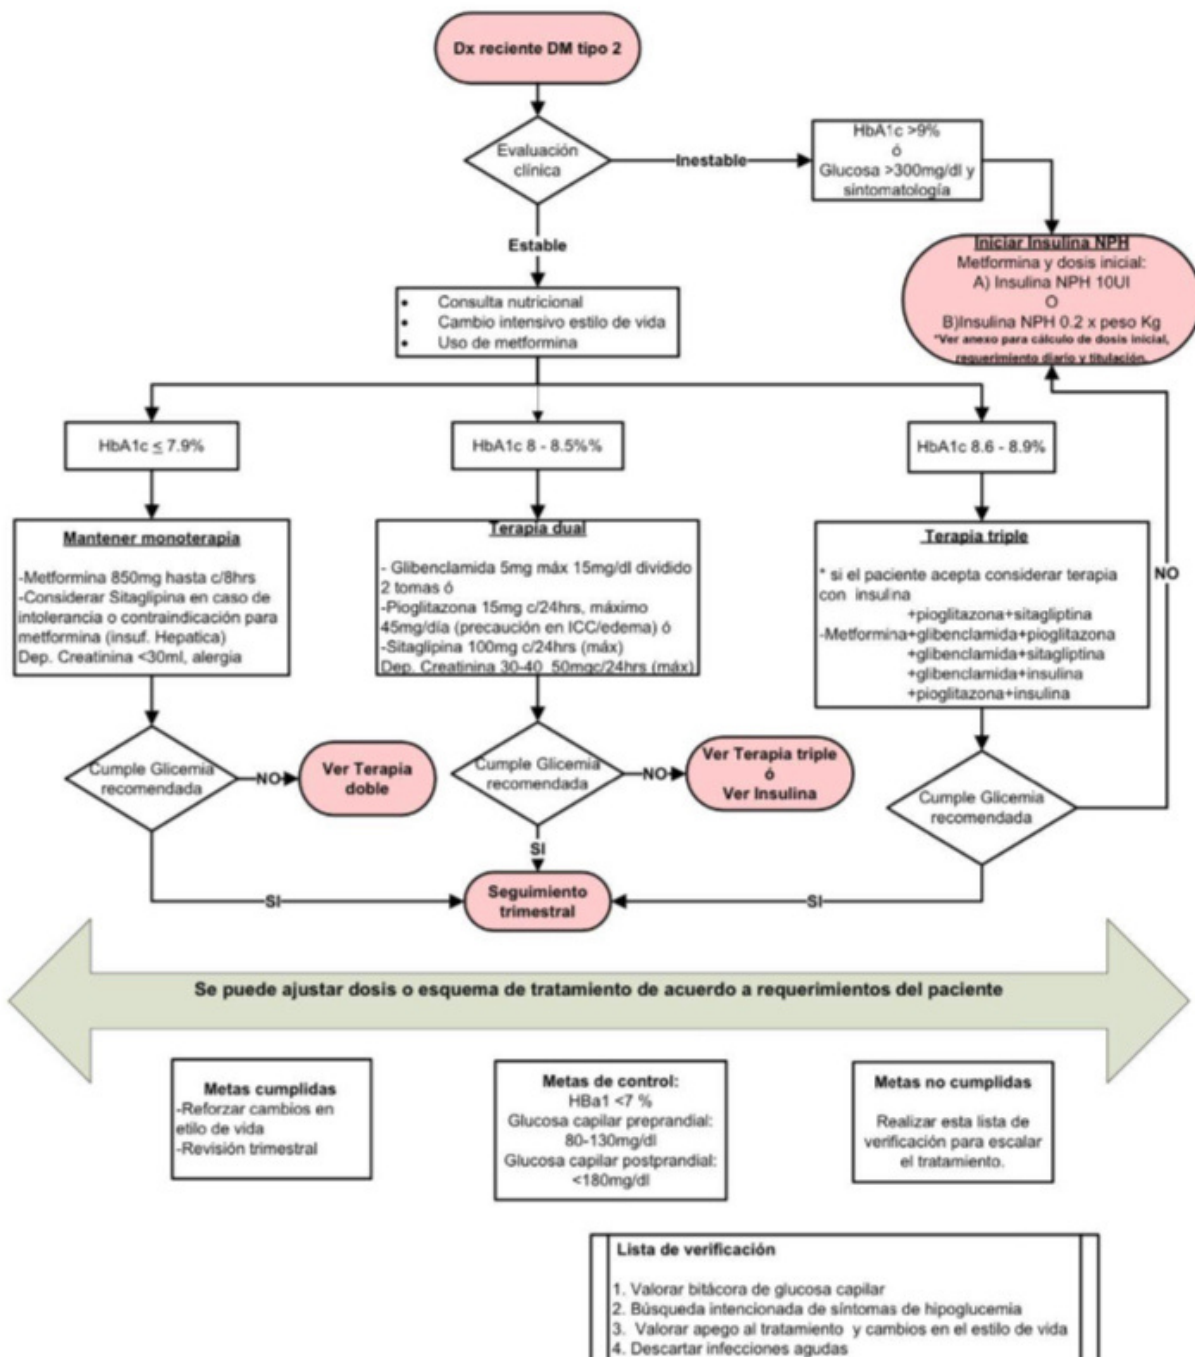 Dx reciente DM tipo 2
Evaluación
clínica
Inestable
HbA1c >9%
ó
Glucosa >300mg/dl y
sintomatología
Estable
Iniciar Insulina NPH
Metformina y dosis inicial:
A) Insulina NPH 10UI
O
B)Insulina NPH 0.2 x peso Kg
*Ver anexo para cálculo de dosis inicial,
requerimiento diario y titulación.
• Consulta nutricional
• Cambio intensivo estilo de vida
• Uso de metformina
HbA1c ≤ 7.9%
HbA1c 8 - 8.5%%
HbA1c 8.6 - 8.9%
Mantener monoterapia
-Metformina 850mg hasta c/8hrs
-Considerar Sitaglipina en caso de
intolerancia o contraindicación para
metformina (insuf. Hepatica)
Dep. Creatinina <30ml, alergia
Terapia dual
- Glibenclamida 5mg máx 15mg/dl dividido
2 tomas ó
-Pioglitazona 15mg c/24hrs, máximo
45mg/día (precaución en ICC/edema) ó
-Sitaglipina 100mg c/24hrs (máx)
Dep. Creatinina 30-40 50mgc/24hrs (máx)
Terapia triple
* si el paciente acepta considerar terapia
con insulina
+pioglitazona+sitagliptina
-Metformina+glibenclamida+pioglitazona
+glibenclamida+sitagliptina
+glibenclamida+insulina
+pioglitazona+insulina
NO
Cumple Glicemia
recomendada
NO
Ver Terapia
doble
Cumple Glicemia
recomendada
NO
Ver Terapia triple
ó
Ver Insulina
Cumple Glicemia
recomendada
SI
SI
Seguimiento
trimestral
SI
Se puede ajustar dosis o esquema de tratamiento de acuerdo a requerimientos del paciente
Metas cumplidas
-Reforzar cambios en
etilo de vida
-Revisión trimestral
Metas de control:
HBa1 <7 %
Glucosa capilar preprandial:
80-130mg/dl
Glucosa capilar postprandial:
<180mg/dl
Metas no cumplidas
Realizar esta lista de
verificación para escalar
el tratamiento.
Lista de verificación
1. Valorar bitácora de glucosa capilar
2. Búsqueda intencionada de síntomas de hipoglucemia
3. Valorar apego al tratamiento y cambios en el estilo de vida
4. Descartar infecciones agudas